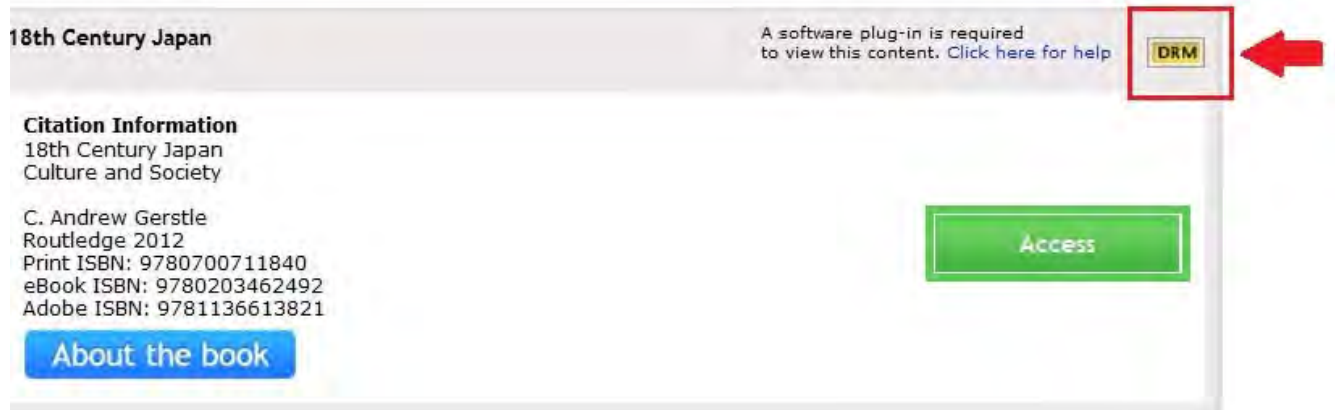 18th Century Japan
A software plug-in is required
to view this content. Click here for help
DRM
Citation Information
18th Century Japan
Culture and Society
C. Andrew Gerstle
Routledge 2012
Print ISBN: 9780700711840
eBook ISBN: 9780203462492
Adobe ISBN: 9781136613821
Access
About the book